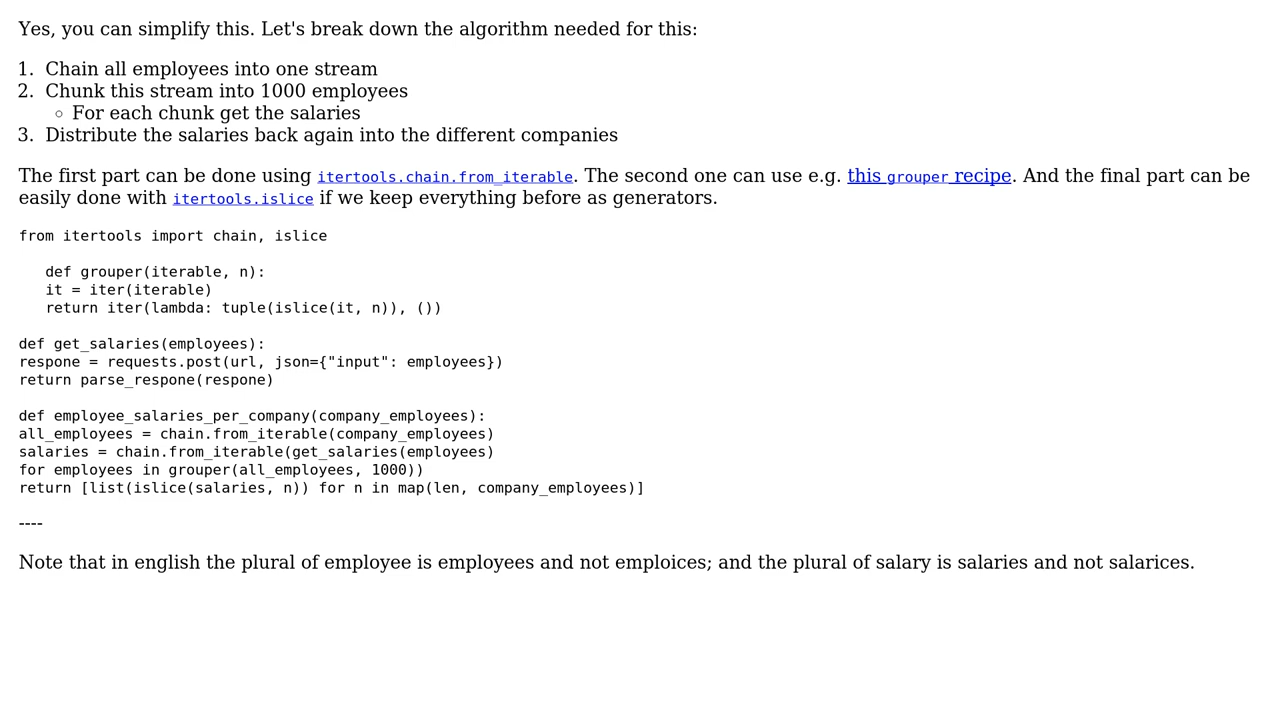 Yes, you can simplify this. Let's break down the algorithm needed for this:
1. Chain all employees into one stream
2. Chunk this stream into 1000 employees
◦ For each chunk get the salaries
3. Distribute the salaries back again into the different companies
The first part can be done using itertools.chain.from_iterable. The second one can use e.g. this grouper recipe. And the final part can be
easily done with itertools.islice if we keep everything before as generators.
from itertools import chain, islice
   def grouper(iterable, n):
   it = iter(iterable)
   return iter(lambda: tuple(islice(it, n)), ())
def get_salaries(employees):
respone = requests.post(url, json={"input": employees})
return parse_respone(respone)
def employee_salaries_per_company(company_employees):
all_employees = chain.from_iterable(company_employees)
salaries = chain.from_iterable(get_salaries(employees)
for employees in grouper(all_employees, 1000))
return [list(islice(salaries, n)) for n in map(len, company_employees)]
----
Note that in english the plural of employee is employees and not emploices; and the plural of salary is salaries and not salarices.